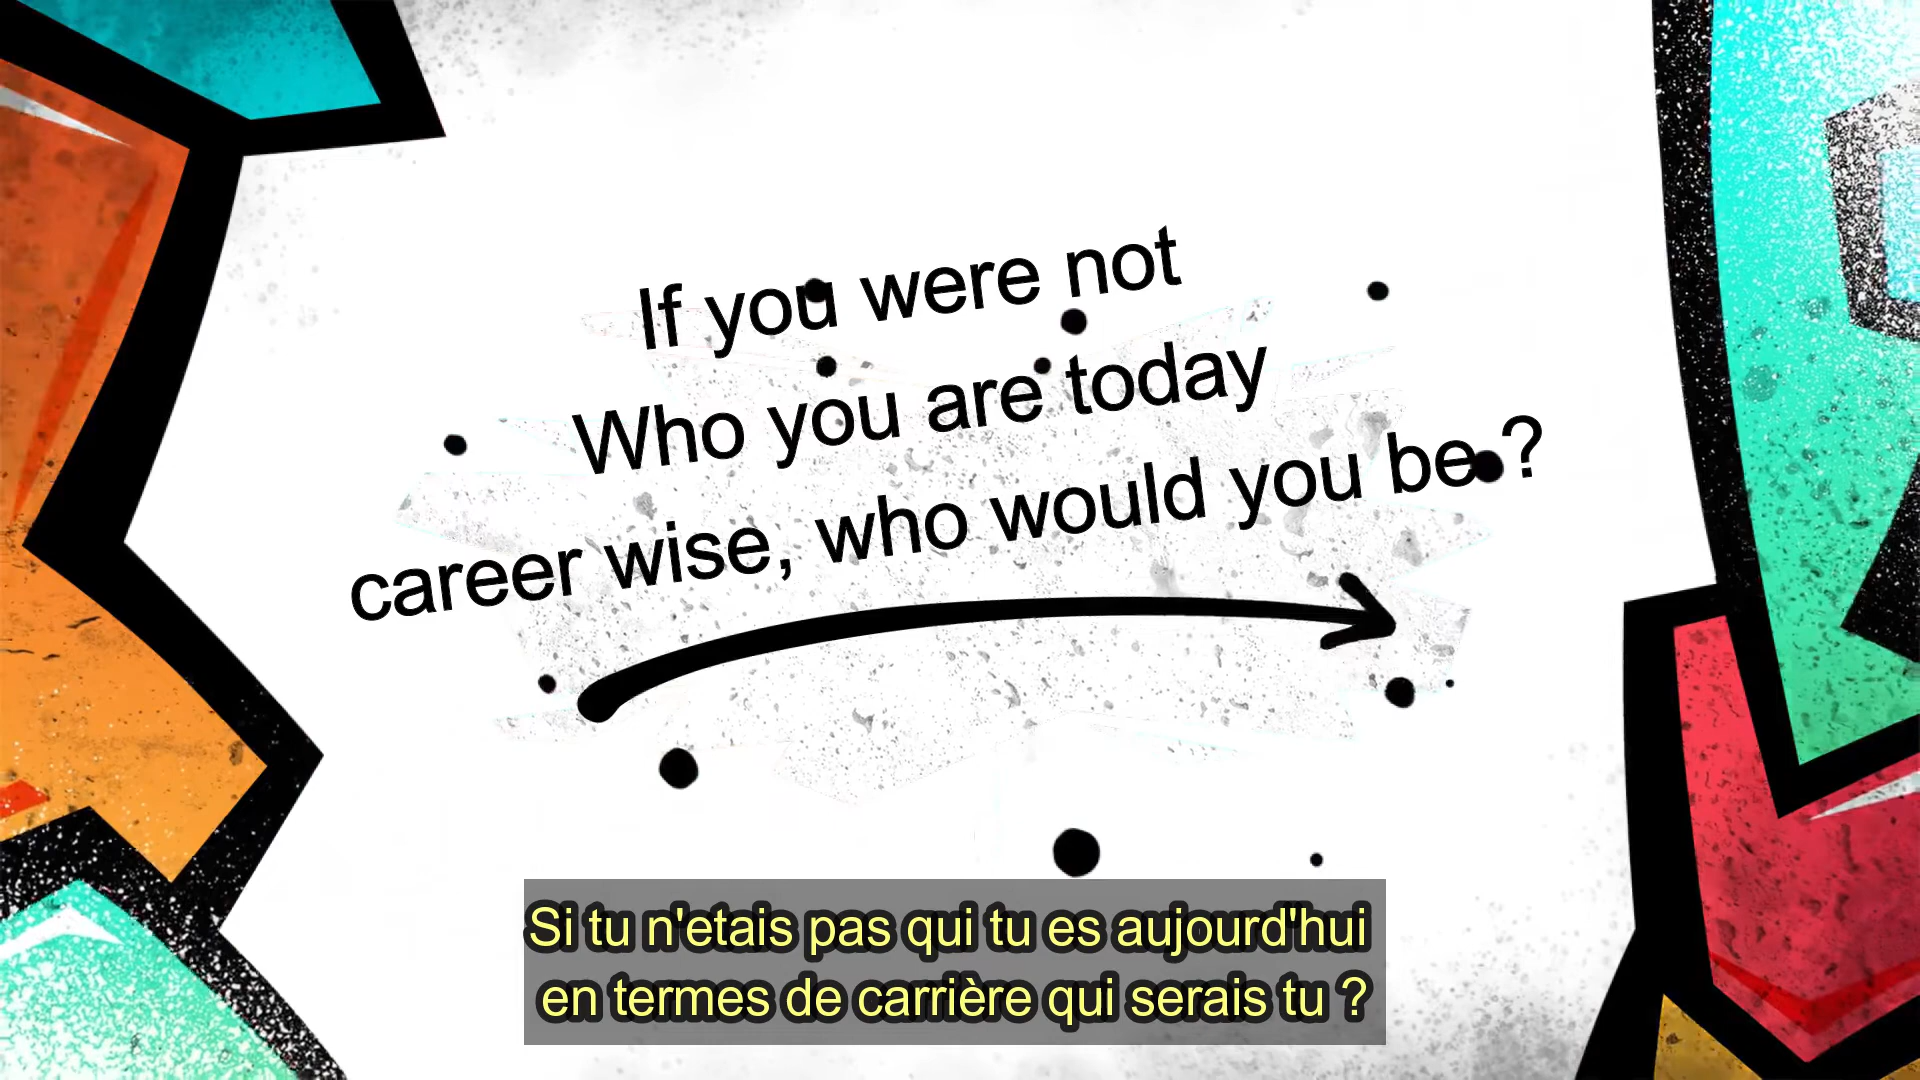 If you were not
Who you are today
career wise, who would you be ?
Si tu n'etais pas qui tu es aujourd'hui
en termes de carrière qui serais tu ?